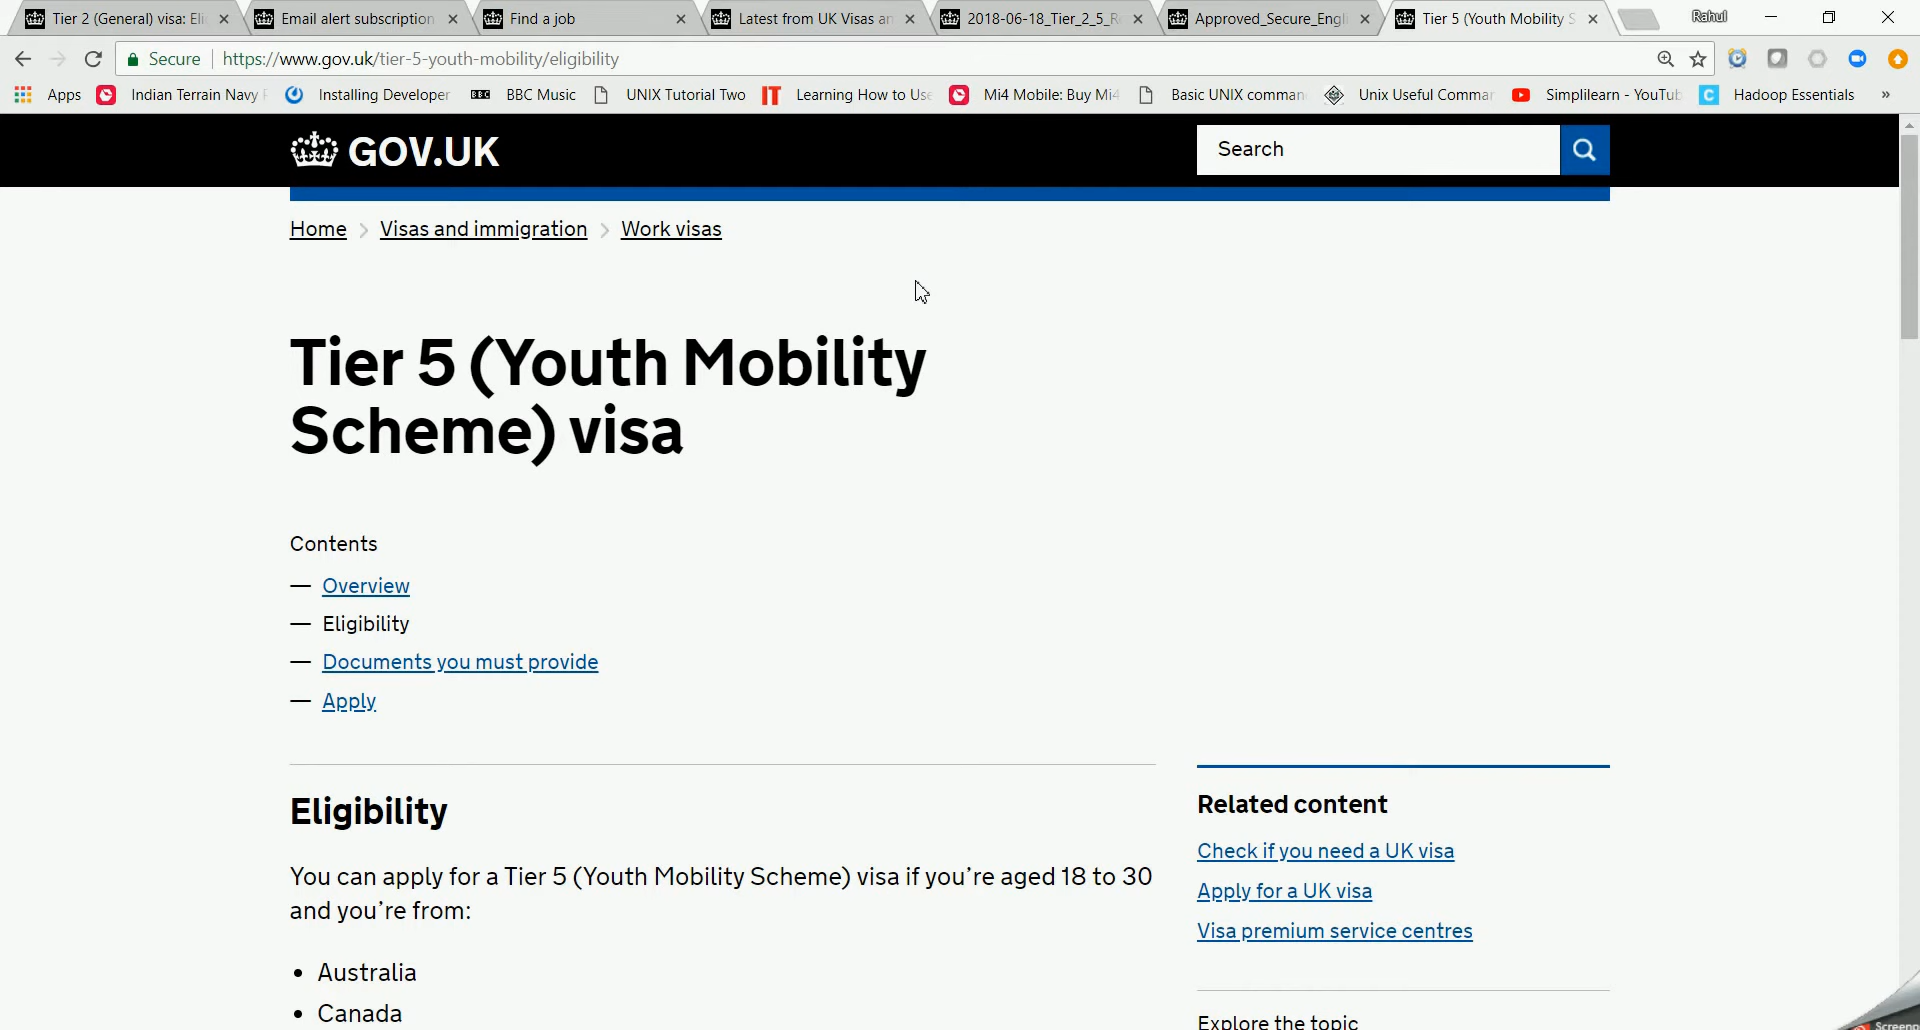 Tier 2 (General) visa: Eli
Email alert subscription
Find a job
Latest from UK Visas an
2018-06-18_Tier_2_5_R
Approved_Secure_Engli
Tier 5 (Youth Mobility S
Rahul
Secure
https://www.gov.uk/tier-5-youth-mobility/eligibility
Apps
Indian Terrain Navy
Installing Developer
BBC
BBC Music
UNIX Tutorial Two
IT
Learning How to Use
Mi4 Mobile: Buy Mi4
Basic UNIX comman
Unix Useful Commar
Simplilearn - YouTub
C
Hadoop Essentials
»
GOV.UK
Search
Home
Visas and immigration
Work visas
Tier 5 (Youth Mobility
Scheme) visa
Contents
— Overview
— Eligibility
— Documents you must provide
— Apply
Eligibility
You can apply for a Tier 5 (Youth Mobility Scheme) visa if you’re aged 18 to 30
and you’re from:
• Australia
• Canada
Related content
Check if you need a UK visa
Apply for a UK visa
Visa premium service centres
Explore the topic